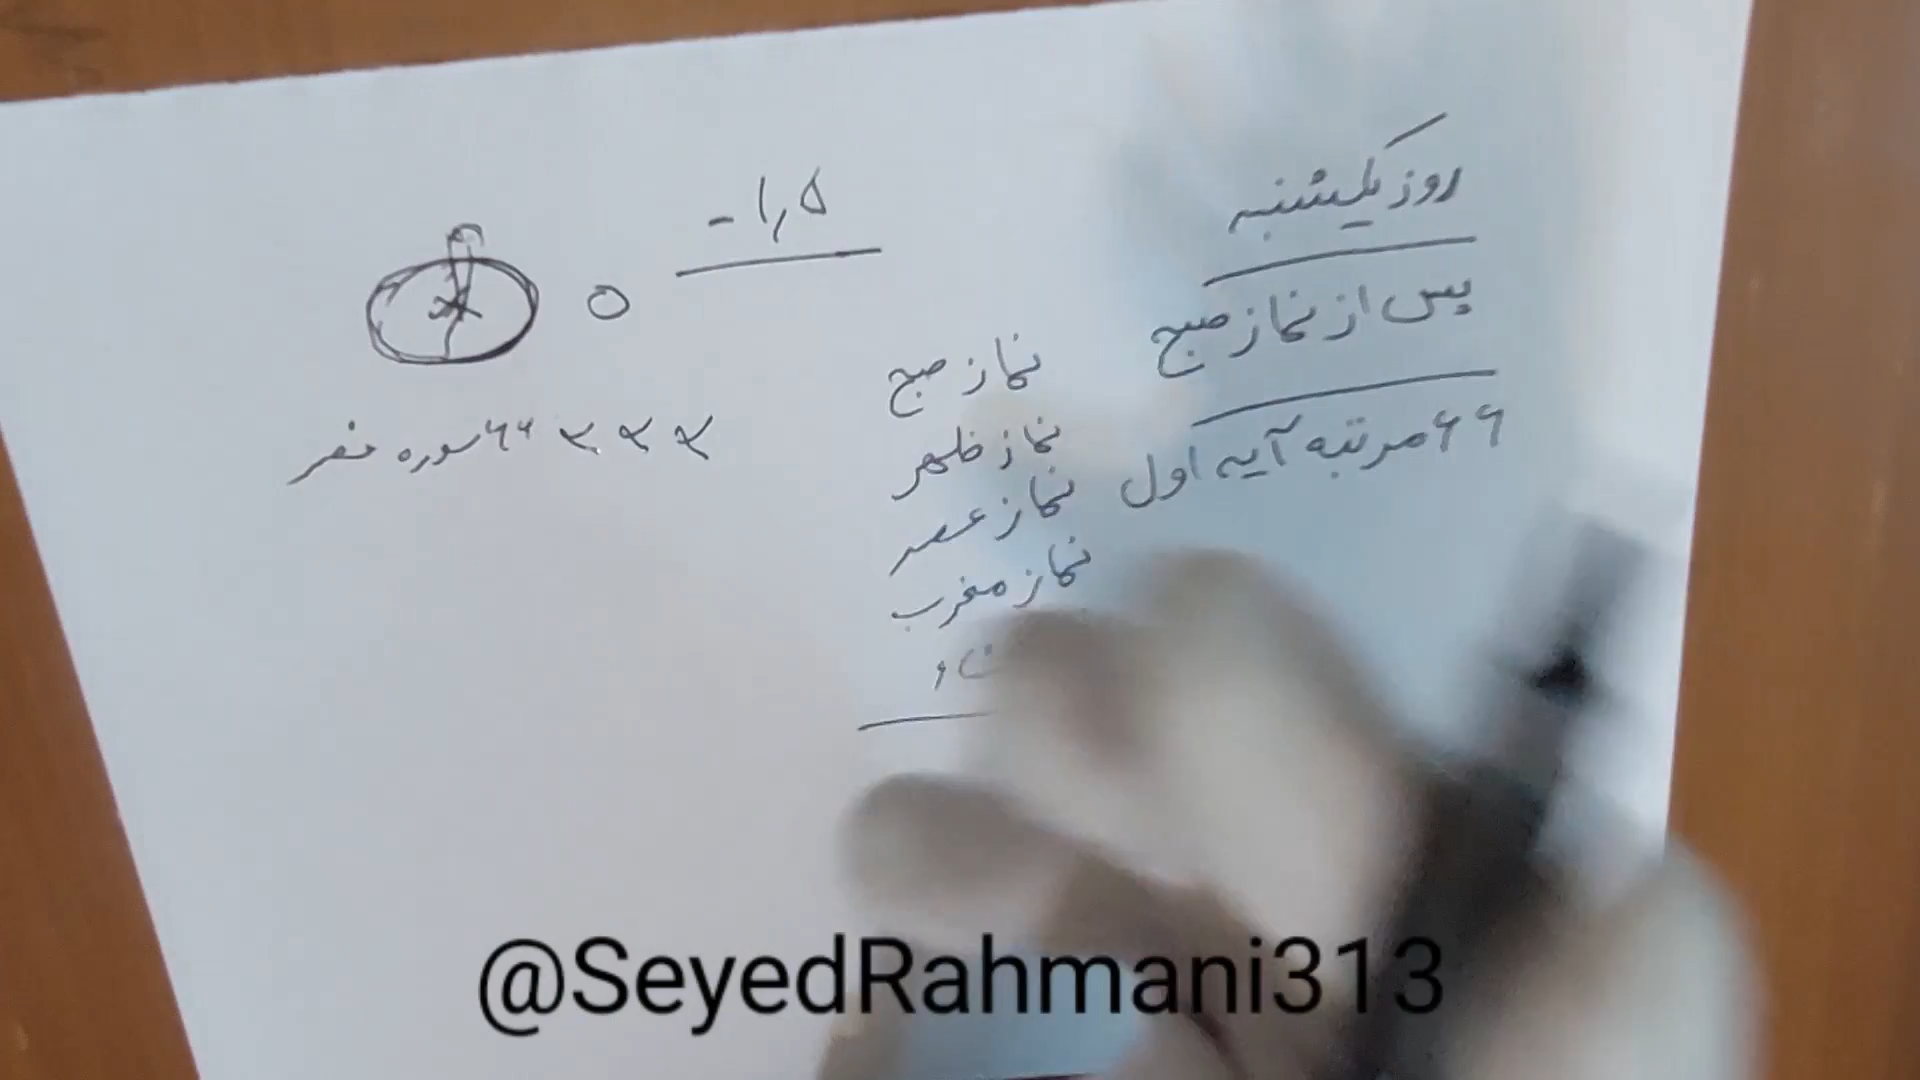 روز یکشنبه
پس از نماز صبح
۶۶ مرتبه آیه اول
-۱٫۵
نماز صبح
نماز ظهر
نماز عصر
نماز مغرب
۶۶ سوره
@SeyedRahmani313